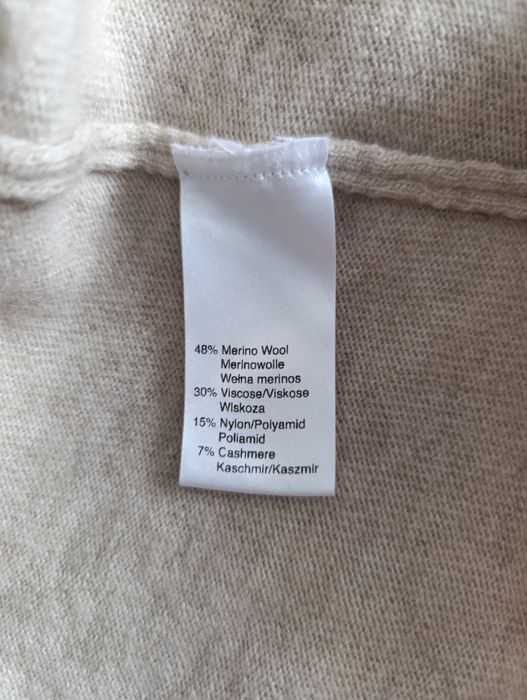 48% Merino Wool
Merinowolle
Wełna merinos
30% Viscose/Viskose
Wiskoza
15% Nylon/Polyamid
Poliamid
7% Cashmere
Kaschmir/Kaszmir